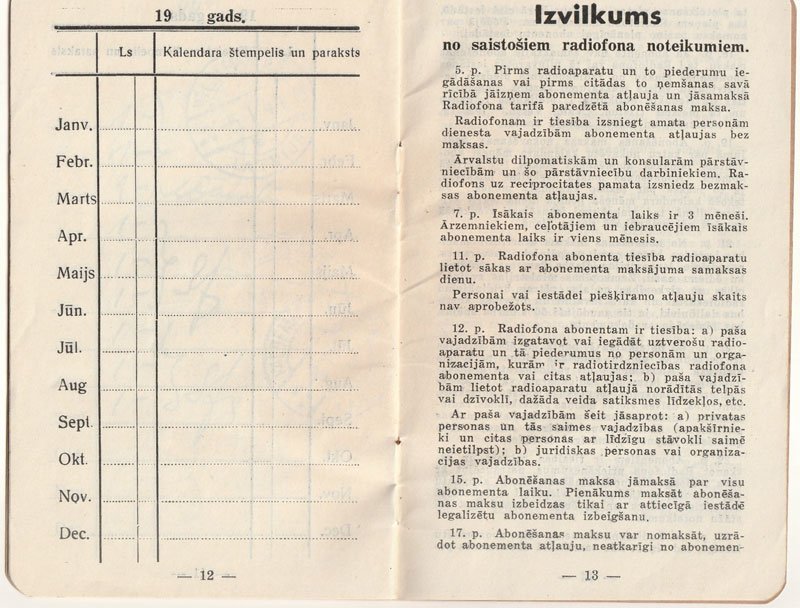 19 gads.
Ls Kalendara štempelis un paraksts
Janv.
Febr.
Marts
Apr.
Maijs
Jūn.
Jūl.
Aug
Sept.
Okt.
Nov.
Dec.
— 12 —
Izvilkums
no saistošiem radiofona noteikumiem.
5. p. Pirms radioaparatu un to piederumu ie-
gādāšanas vai pirms citādas to ņemšanas savā
rīcībā jāizņem abonementa atļauja un jāsamaksā
Radiofona tarifā paredzētā abonēšanas maksa.
Radiofonam ir tiesība izsniegt amata personām
dienesta vajadzībām abonementa atļaujas bez
maksas.
Ārvalstu dilpomatiskām un konsularām pārstāv-
niecībām un šo pārstāvniecību darbiniekiem. Ra-
diofons uz reciprocitates pamata izsniedz bezmak-
sas abonementa atļaujas.
7. p. Isākais abonementa laiks ir 3 mēneši.
Ārzemniekiem, ceļotājiem un iebraucējiem īsākais
abonementa laiks ir viens mēnesis.
11. p. Radiofona abonenta tiesība radioaparatu
lietot sākas ar abonementa maksājuma samaksas
dienu.
Personai vai iestādei piešķiramo atļauju skaits
nav aprobežots.
12. p. Radiofona abonentam ir tiesība: a) paša
vajadzībām izgatavot vai iegādāt uztverošu radio-
aparatu un tā piederumus no personām un orga-
nizacijām, kurām ir radiotirdzniecības radiofona
abonementa vai citas atļaujas; b) paša vajadzī-
bām lietot radioaparatu atļaujā norādītās telpās
vai dzīvoklī, dažāda veida satiksmes līdzekļos, etc.
Ar paša vajadzībām šeit jāsaprot: a) privatas
personas un tās saimes vajadzības (apakšīrnie-
ki un citas personas ar līdzīgu stāvokli saimē
neietilpst); b) juridiskas personas vai organiza-
cijas vajadzības.
15. p. Abonēšanas maksa jāmaksā par visu
abonementa laiku. Pienākums maksāt abonēša-
nas maksu izbeidzas tikai ar attiecīgā iestādē
legalizētu abonementa izbeigšanu.
17. p. Abonēšanas maksu var nomaksāt, uzrā-
dot abonementa atļauju, neatkarīgi no abonemen-
— 13 —